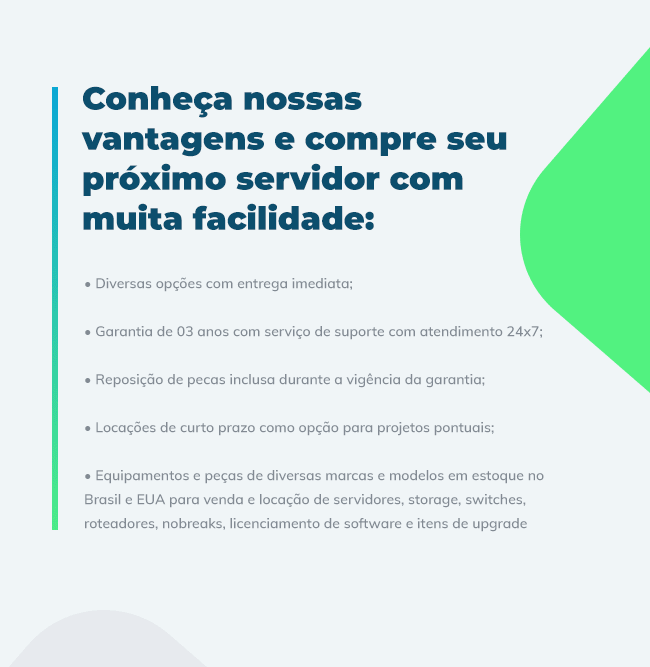 Conheça nossas
vantagens e compre seu
próximo servidor com
muita facilidade:
• Diversas opções com entrega imediata;
• Garantia de 03 anos com serviço de suporte com atendimento 24x7;
• Reposição de pecas inclusa durante a vigência da garantia;
• Locações de curto prazo como opção para projetos pontuais;
• Equipamentos e peças de diversas marcas e modelos em estoque no
Brasil e EUA para venda e locação de servidores, storage, switches,
roteadores, nobreaks, licenciamento de software e itens de upgrade